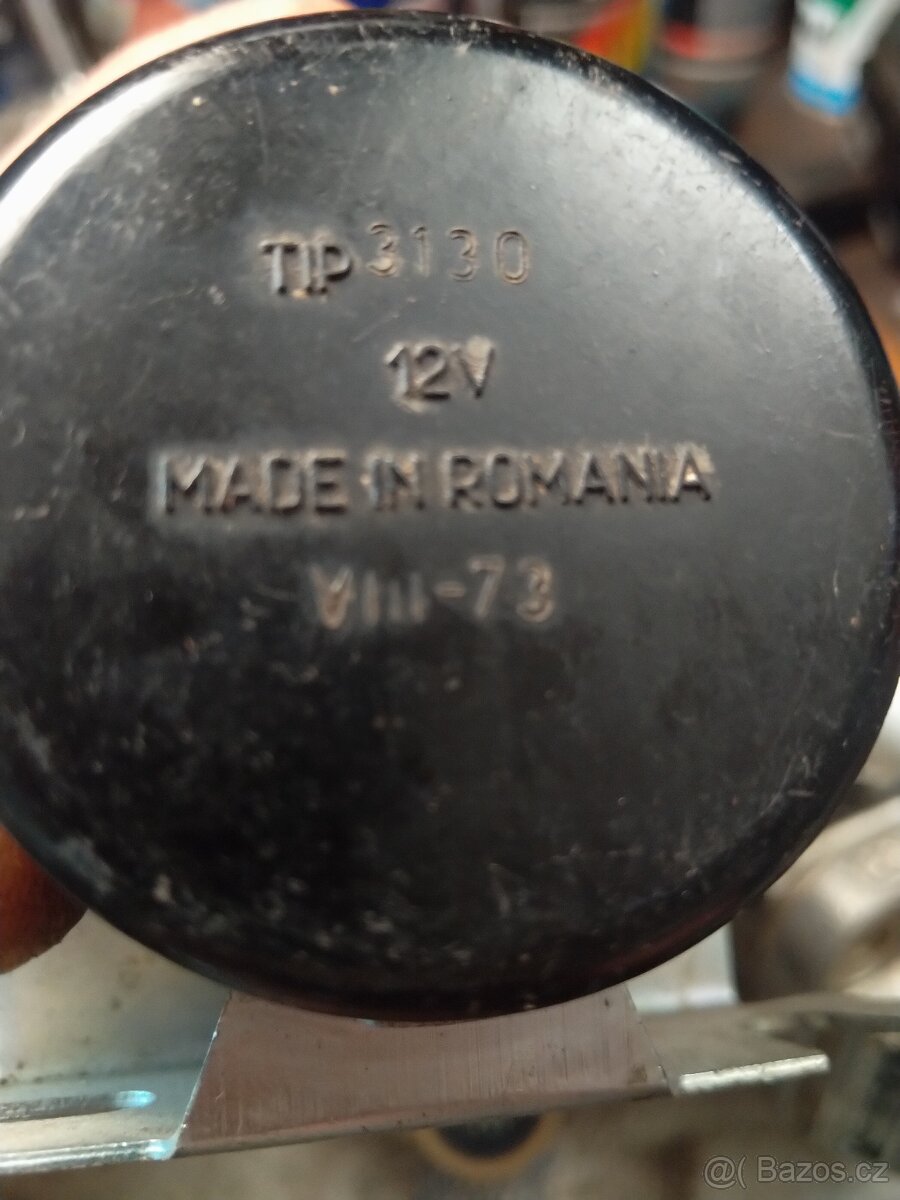 TIP 3130
12V
MADE IN ROMANIA
VIII-73
@( Bazos.cz